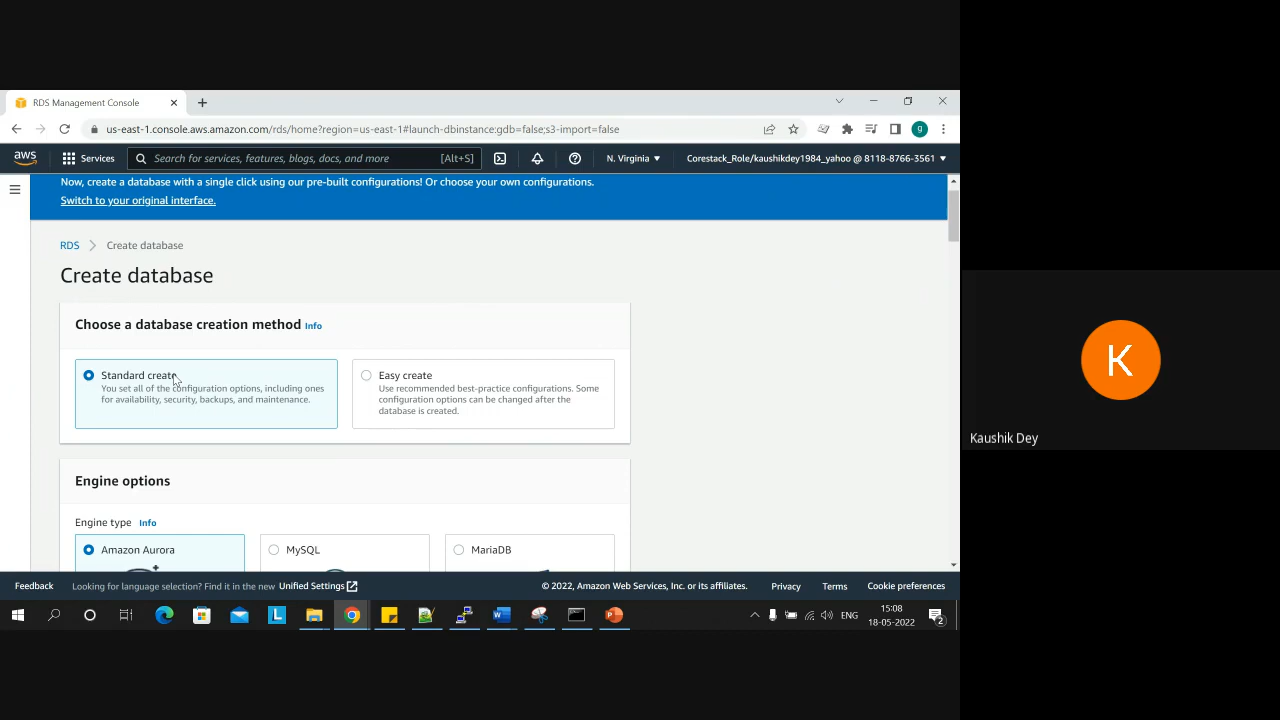 RDS Management Console
us-east-1.console.aws.amazon.com/rds/home?region=us-east-1#launch-dbinstance:gdb=false;s3-import=false
g
aws
Services
Search for services, features, blogs, docs, and more
[Alt+S]
N. Virginia
Corestack_Role/kaushikdey1984_yahoo @ 8118-8766-3561
Now, create a database with a single click using our pre-built configurations! Or choose your own configurations.
Switch to your original interface.
RDS
Create database
Create database
Choose a database creation method Info
Standard create
You set all of the configuration options, including ones
for availability, security, backups, and maintenance.
Easy create
Use recommended best-practice configurations. Some
configuration options can be changed after the
database is created.
Engine options
Engine type Info
Amazon Aurora
MySQL
MariaDB
Feedback
Looking for language selection? Find it in the new Unified Settings
© 2022, Amazon Web Services, Inc. or its affiliates.
Privacy
Terms
Cookie preferences
L
W
P
ENG
15:08
18-05-2022
2
K
Kaushik Dey